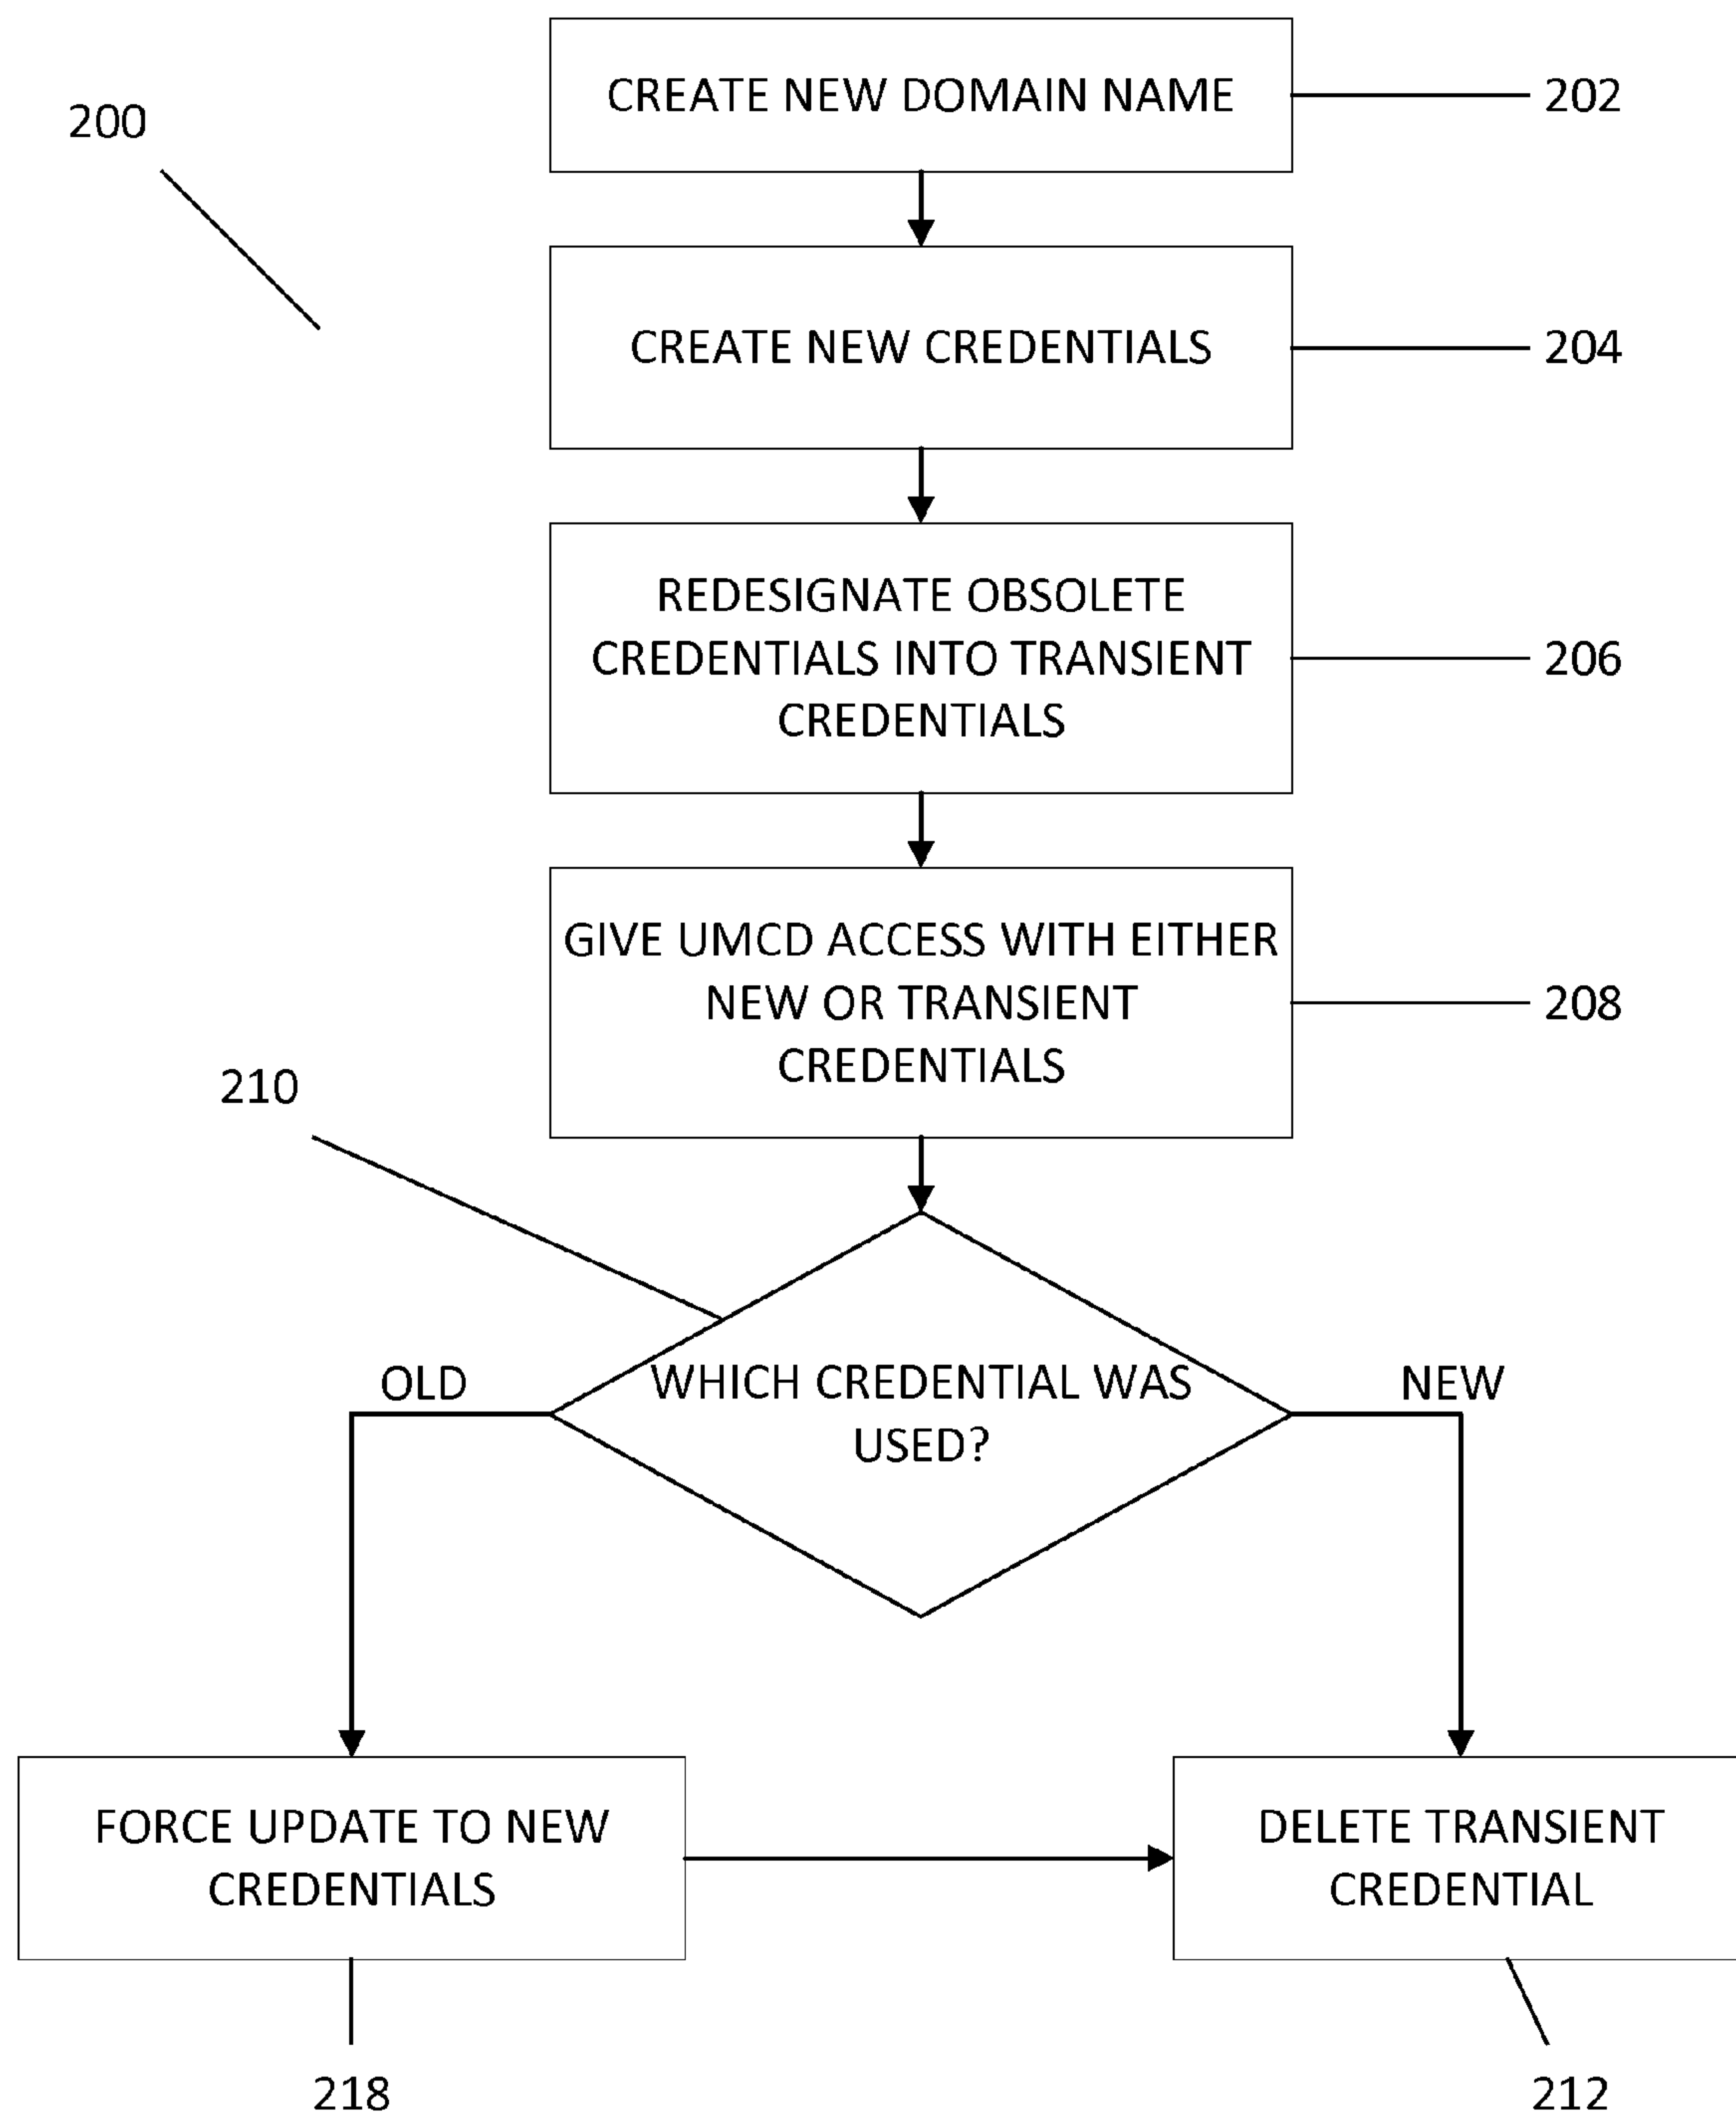 CREATE NEW DOMAIN NAME
202
200
CREATE NEW CREDENTIALS
204
REDESIGNATE OBSOLETE
CREDENTIALS INTO TRANSIENT
CREDENTIALS
206
GIVE UMCD ACCESS WITH EITHER
NEW OR TRANSIENT
CREDENTIALS
208
210
OLD
WHICH CREDENTIAL WAS
USED?
NEW
FORCE UPDATE TO NEW
CREDENTIALS
DELETE TRANSIENT
CREDENTIAL
218
212